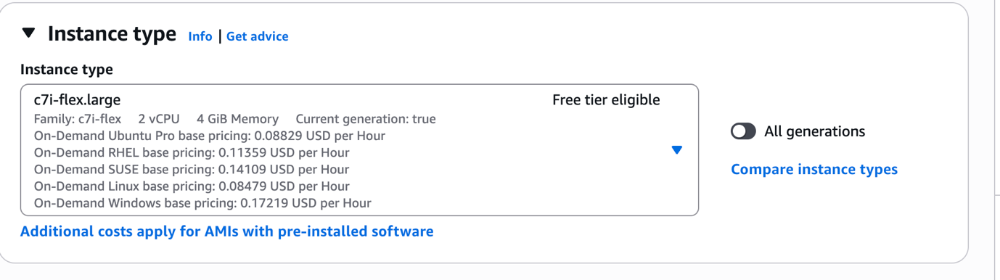 Instance type Info | Get advice
Instance type
c7i-flex.large Free tier eligible
Family: c7i-flex 2 vCPU 4 GiB Memory Current generation: true
On-Demand Ubuntu Pro base pricing: 0.08829 USD per Hour
On-Demand RHEL base pricing: 0.11359 USD per Hour
On-Demand SUSE base pricing: 0.14109 USD per Hour
On-Demand Linux base pricing: 0.08479 USD per Hour
On-Demand Windows base pricing: 0.17219 USD per Hour
All generations
Compare instance types
Additional costs apply for AMIs with pre-installed software